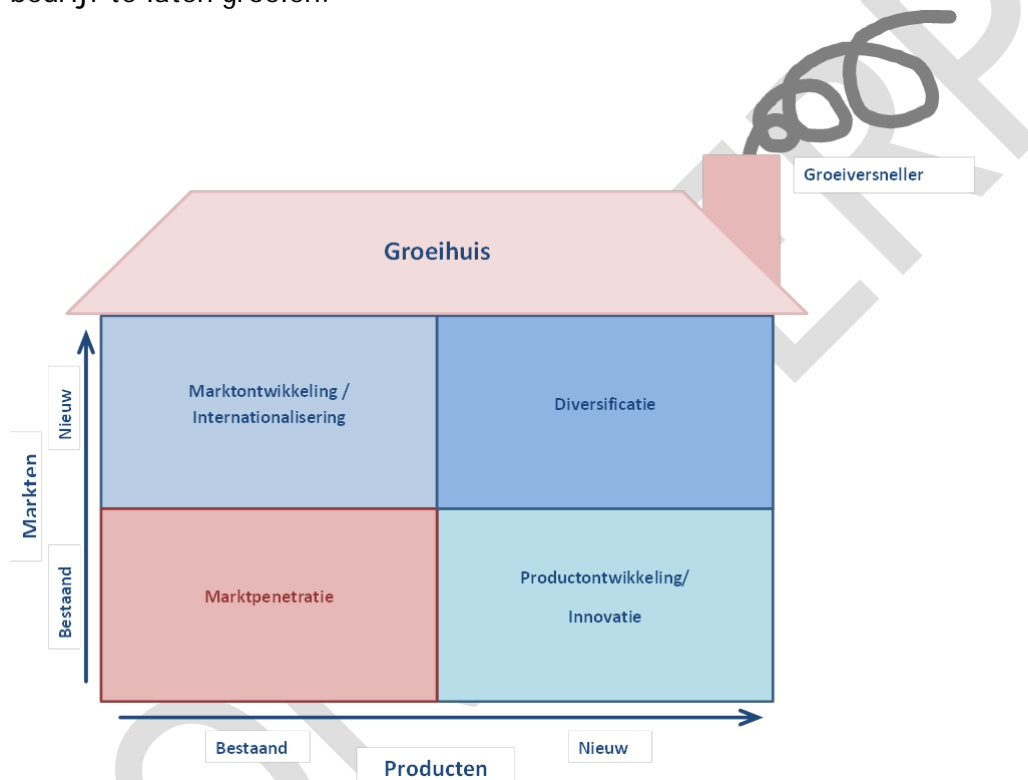 bedrijf te laten groeien.
Groeiversneller
Groeihuis
Nieuw
Marktontwikkeling /
Internationalisering
Diversificatie
Markten
Bestaand
Marktpenetratie
Productontwikkeling/
Innovatie
Bestaand
Nieuw
Producten